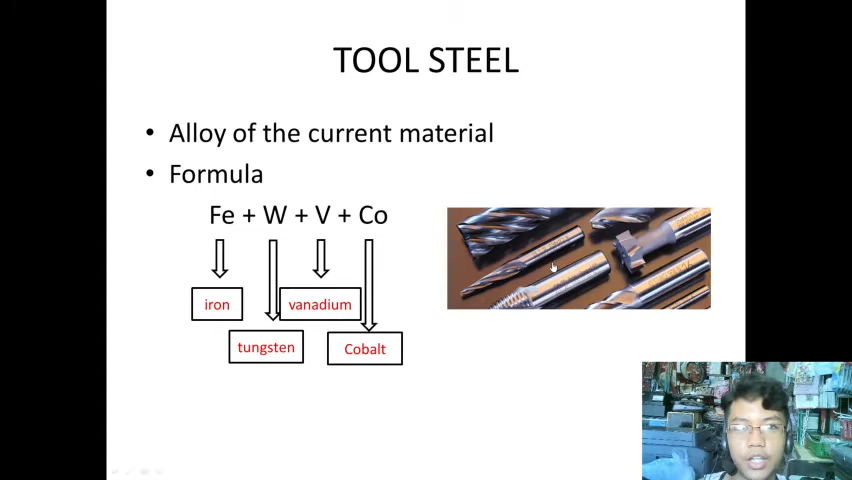 TOOL STEEL
• Alloy of the current material
• Formula
Fe + W + V + Co
iron
vanadium
tungsten
Cobalt